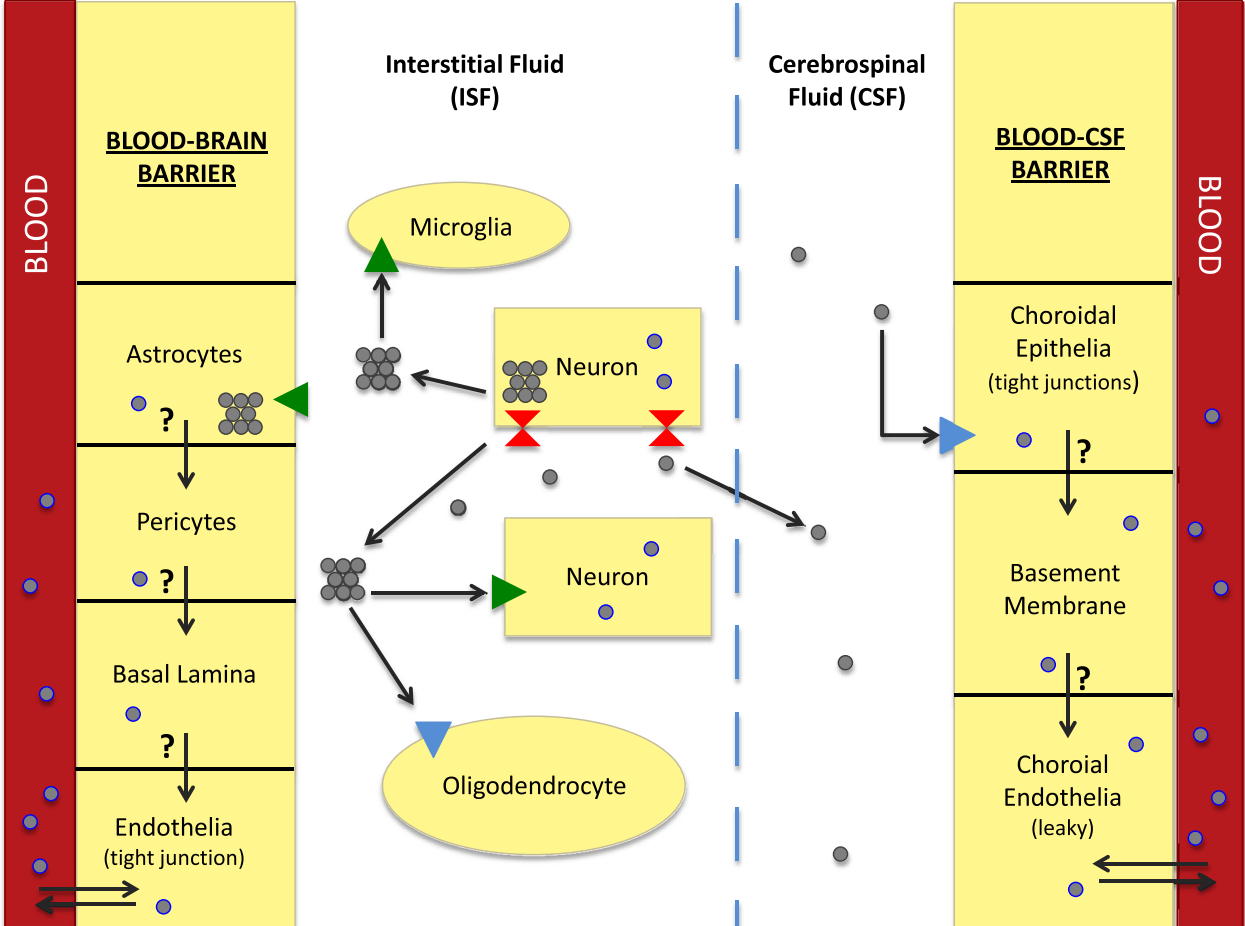 BLOOD
BLOOD-BRAIN
BARRIER
Astrocytes
?
Pericytes
?
Basal Lamina
?
Endothelia
(tight junction)
Interstitial Fluid
(ISF)
Microglia
Neuron
Neuron
Oligodendrocyte
Cerebrospinal
Fluid (CSF)
BLOOD-CSF
BARRIER
Choroidal
Epithelia
(tight junctions)
?
Basement
Membrane
?
Choroial
Endothelia
(leaky)
BLOOD